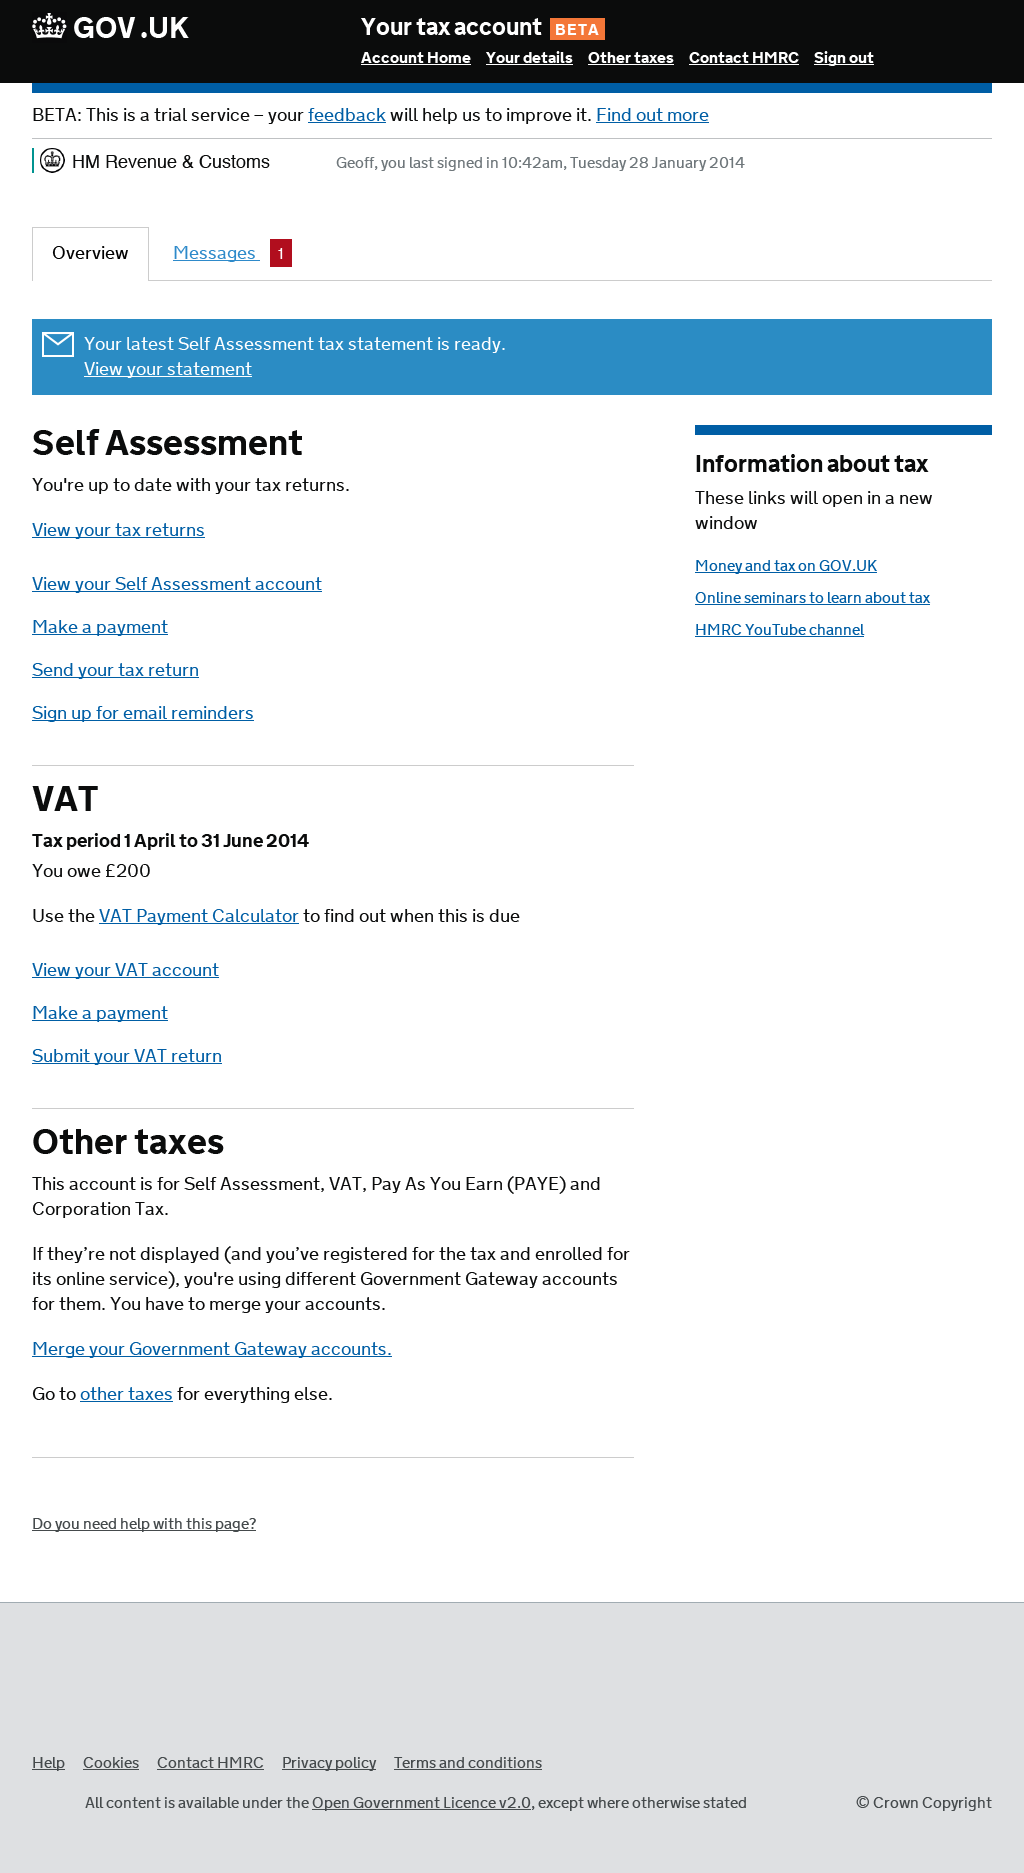 GOV.UK
Your tax account BETA
Account Home Your details Other taxes Contact HMRC Sign out
BETA: This is a trial service – your feedback will help us to improve it. Find out more
HM Revenue & Customs
Geoff, you last signed in 10:42am, Tuesday 28 January 2014
Overview
Messages 1
Your latest Self Assessment tax statement is ready.
View your statement
Self Assessment
You're up to date with your tax returns.
View your tax returns
View your Self Assessment account
Make a payment
Send your tax return
Sign up for email reminders
Information about tax
These links will open in a new
window
Money and tax on GOV.UK
Online seminars to learn about tax
HMRC YouTube channel
VAT
Tax period 1 April to 31 June 2014
You owe £200
Use the VAT Payment Calculator to find out when this is due
View your VAT account
Make a payment
Submit your VAT return
Other taxes
This account is for Self Assessment, VAT, Pay As You Earn (PAYE) and
Corporation Tax.
If they’re not displayed (and you’ve registered for the tax and enrolled for
its online service), you're using different Government Gateway accounts
for them. You have to merge your accounts.
Merge your Government Gateway accounts.
Go to other taxes for everything else.
Do you need help with this page?
Help Cookies Contact HMRC Privacy policy Terms and conditions
All content is available under the Open Government Licence v2.0, except where otherwise stated
© Crown Copyright